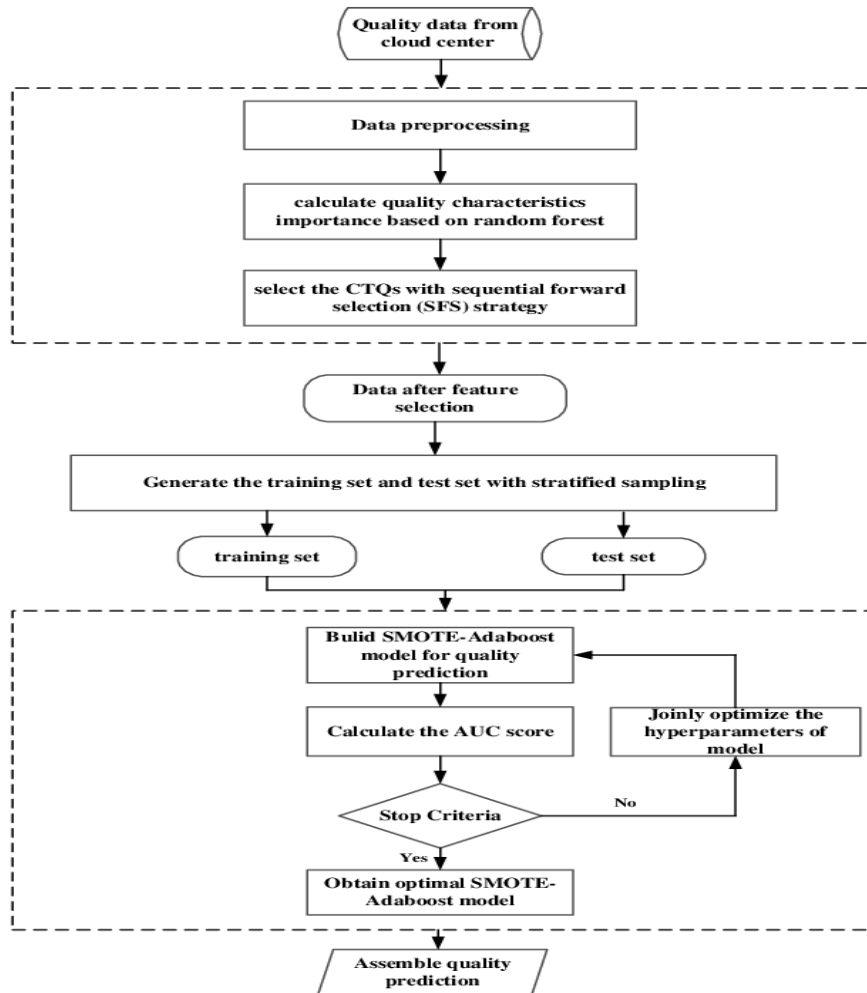 Quality data from
cloud center
Data preprocessing
calculate quality characteristics
importance based on random forest
select the CTQs with sequential forward
selection (SFS) strategy
Data after feature
selection
Generate the training set and test set with stratified sampling
training set
test set
Bulid SMOTE-Adaboost
model for quality
prediction
Joinly optimize the
hyperparameters of
model
Calculate the AUC score
Stop Criteria
No
Yes
Obtain optimal SMOTE-
Adaboost model
Assemble quality
prediction